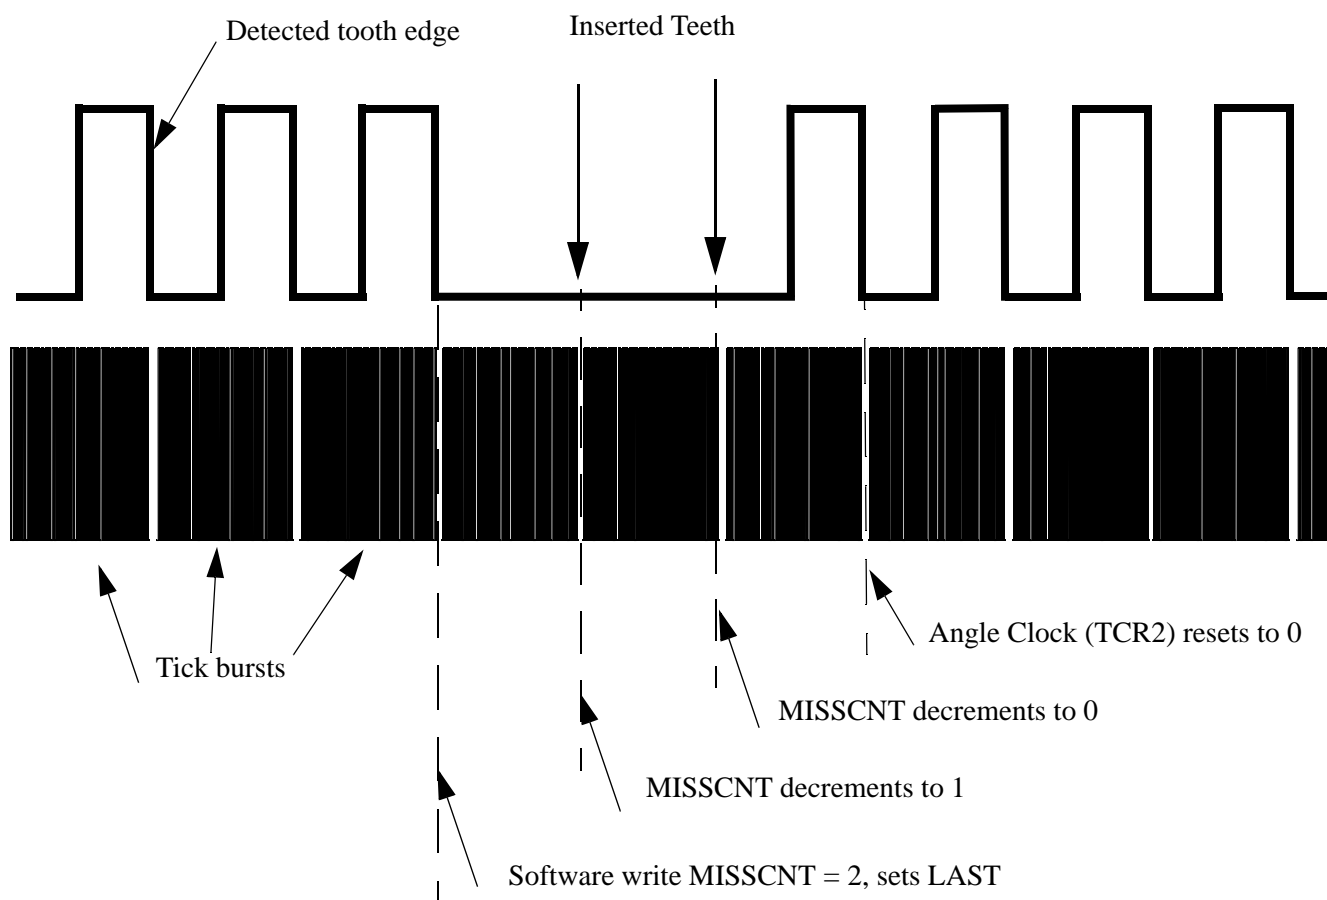 Detected tooth edge
Inserted Teeth
Tick bursts
Angle Clock (TCR2) resets to 0
MISSCNT decrements to 0
MISSCNT decrements to 1
Software write MISSCNT = 2, sets LAST